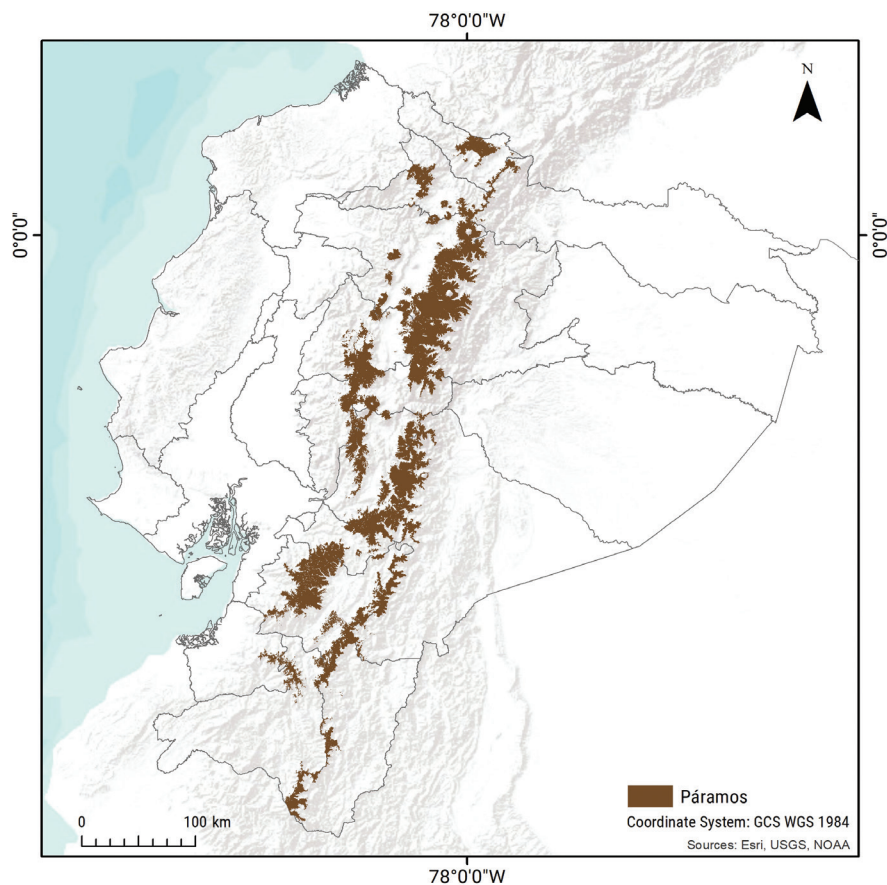 78°0'0"W
N
0°0'0"
0°0'0"
Páramos
0
100 km
Coordinate System: GCS WGS 1984
Sources: Esri, USGS, NOAA
78°0'0"W